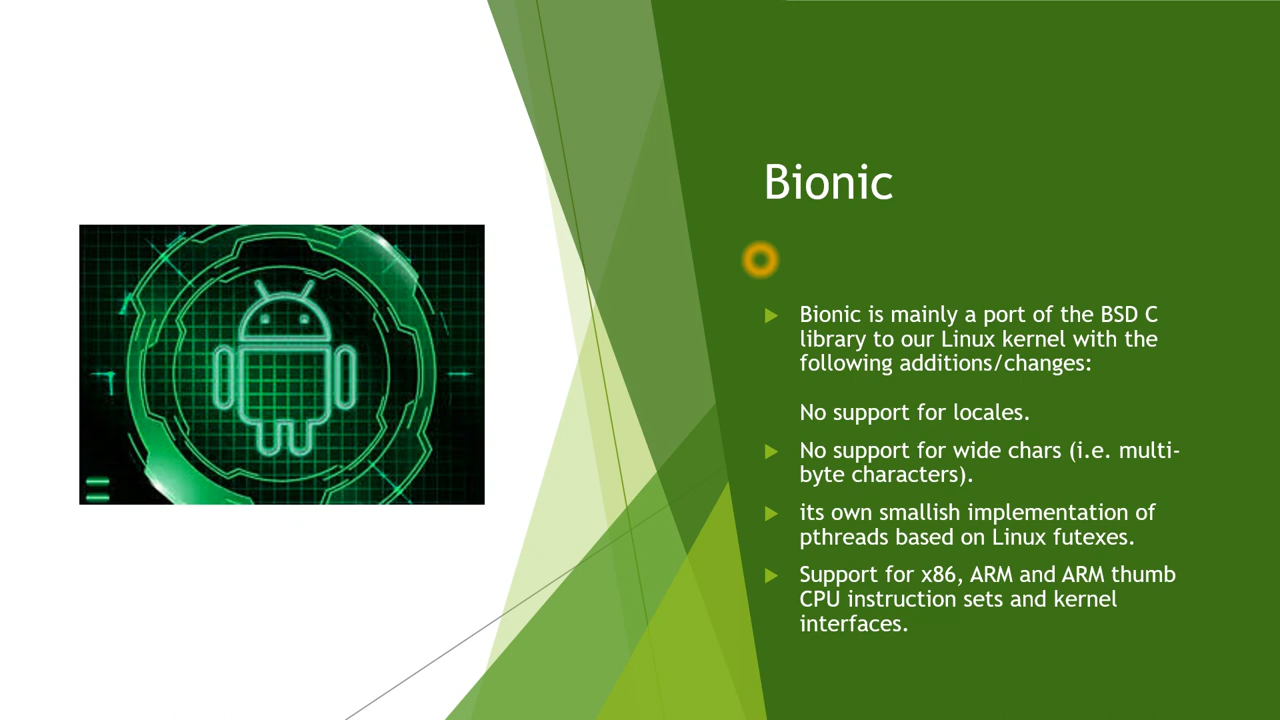 Bionic
Bionic is mainly a port of the BSD C
library to our Linux kernel with the
following additions/changes:
No support for locales.
No support for wide chars (i.e. multi-
byte characters).
its own smallish implementation of
pthreads based on Linux futexes.
Support for x86, ARM and ARM thumb
CPU instruction sets and kernel
interfaces.